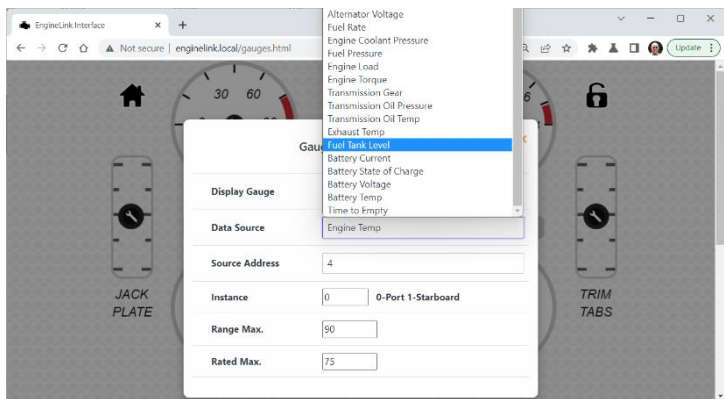 EngineLink Interface
Not secure
enginelink.local/gauges.html
Update
Alternator Voltage
Fuel Rate
Engine Coolant Pressure
Fuel Pressure
Engine Load
Engine Torque
Transmission Gear
Transmission Oil Pressure
Transmission Oil Temp
Exhaust Temp
Fuel Tank Level
Battery Current
Battery State of Charge
Battery Voltage
Battery Temp
Time to Empty
30 60
6
Display Gauge
Data Source
Engine Temp
Source Address
4
Instance
0
0-Port 1-Starboard
Range Max.
90
Rated Max.
75
JACK
PLATE
TRIM
TABS